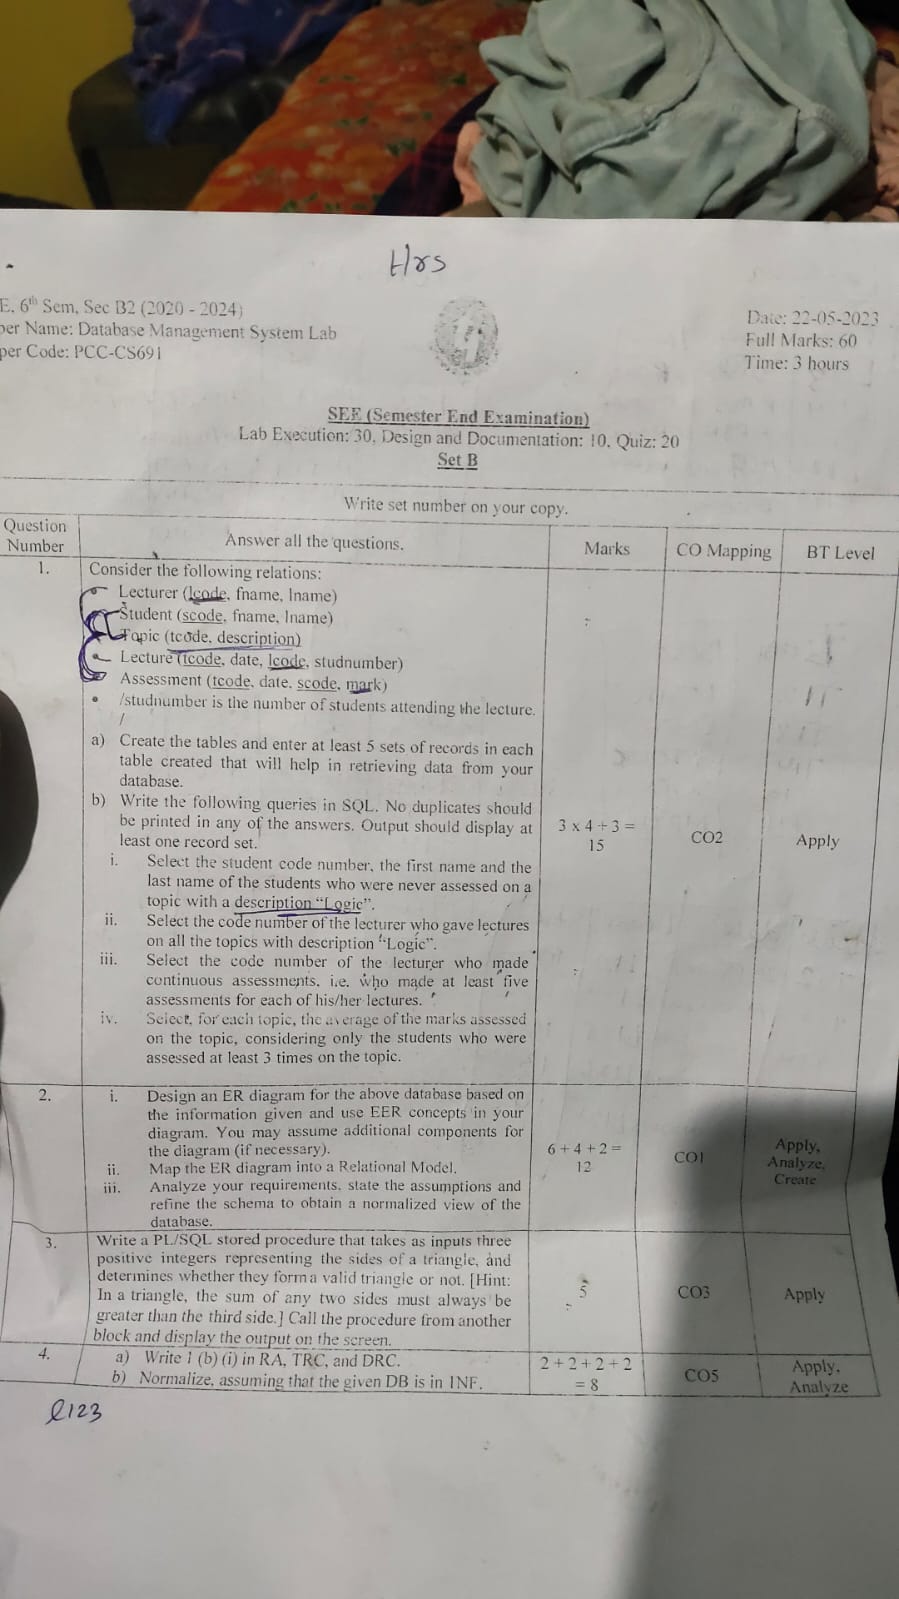 Hrs
E. 6th Sem, Sec B2 (2020 - 2024)
per Name: Database Management System Lab
per Code: PCC-CS691
Date: 22-05-2023
Full Marks: 60
Time: 3 hours
SEE (Semester End Examination)
Lab Execution: 30, Design and Documentation: 10, Quiz: 20
Set B
Write set number on your copy.
Question Number
Answer all the questions.
Marks
CO Mapping
BT Level
1.
Consider the following relations:
Lecturer (lcode, fname, lname)
Student (scode, fname, lname)
Topic (tcode, description)
Lecture (tcode, date, lcode, studnumber)
Assessment (tcode, date, scode, mark)
• /studnumber is the number of students attending the lecture.
/
a) Create the tables and enter at least 5 sets of records in each
table created that will help in retrieving data from your
database.
b) Write the following queries in SQL. No duplicates should
be printed in any of the answers. Output should display at
least one record set.
i. Select the student code number, the first name and the
last name of the students who were never assessed on a
topic with a description “Logic”.
ii. Select the code number of the lecturer who gave lectures
on all the topics with description “Logic”.
iii. Select the code number of the lecturer who made
continuous assessments, i.e. who made at least five
assessments for each of his/her lectures.
iv. Select, for each topic, the average of the marks assessed
on the topic, considering only the students who were
assessed at least 3 times on the topic.
3 x 4 + 3 =
15
CO2
Apply
2.
i. Design an ER diagram for the above database based on
the information given and use EER concepts in your
diagram. You may assume additional components for
the diagram (if necessary).
ii. Map the ER diagram into a Relational Model.
iii. Analyze your requirements, state the assumptions and
refine the schema to obtain a normalized view of the
database.
6 + 4 + 2 =
12
CO1
Apply,
Analyze,
Create
3.
Write a PL/SQL stored procedure that takes as inputs three
positive integers representing the sides of a triangle, and
determines whether they form a valid triangle or not. [Hint:
In a triangle, the sum of any two sides must always be
greater than the third side.] Call the procedure from another
block and display the output on the screen.
5
CO3
Apply
4.
a) Write 1 (b) (i) in RA, TRC, and DRC.
b) Normalize, assuming that the given DB is in 1NF.
2 + 2 + 2 + 2
= 8
CO5
Apply,
Analyze
l123